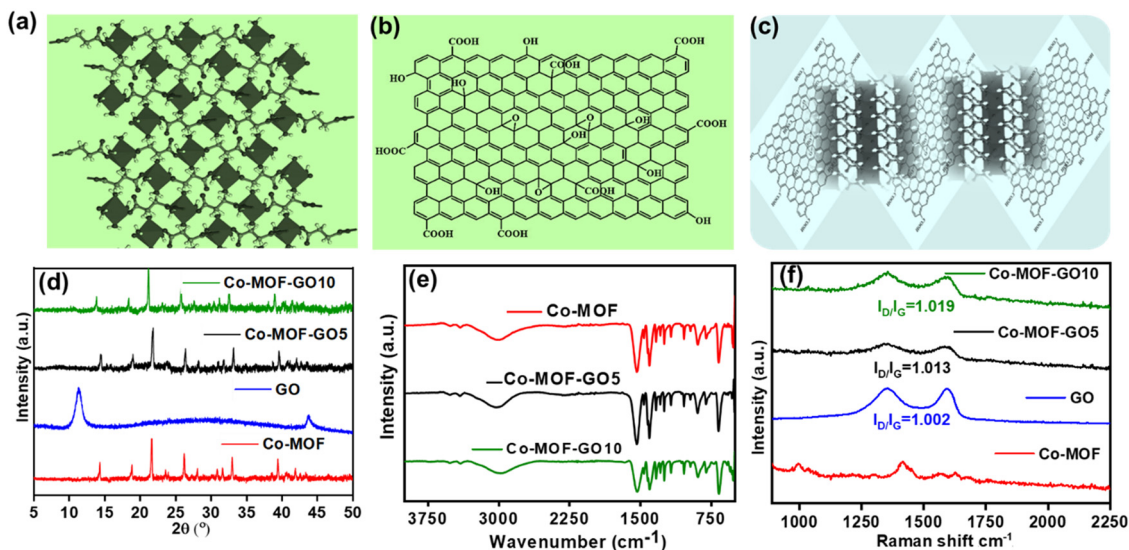 (a)
(b)
(c)
COOH
OH
COOH
HO
COOH
HO
O
O
OH
OH
COOH
HOOC
OH
OH
O
COOH
COOH
COOH
OH
(d)
Co-MOF-GO10
Co-MOF-GO5
GO
Co-MOF
Intensity (a.u.)
5 10 15 20 25 30 35 40 45 50
2θ (°)
(e)
Co-MOF
Co-MOF-GO5
Co-MOF-GO10
Intensity (a.u.)
3750 3000 2250 1500 750
Wavenumber (cm-1)
(f)
Co-MOF-GO10
ID/IG=1.019
Co-MOF-GO5
ID/IG=1.013
GO
ID/IG=1.002
Co-MOF
Intensity (a.u.)
1000 1250 1500 1750 2000 2250
Raman shift cm-1